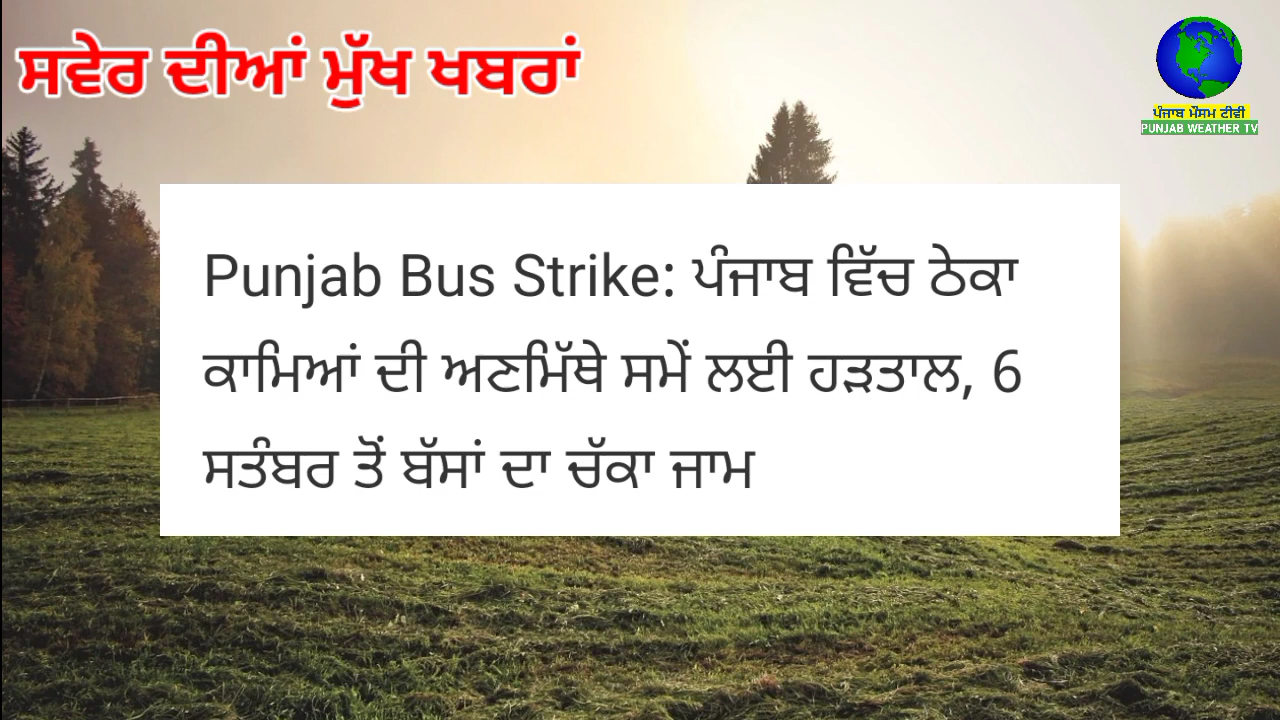 ਸਵੇਰ ਦੀਆਂ ਮੁੱਖ ਖਬਰਾਂ
ਪੰਜਾਬ ਮੌਸਮ ਟੀਵੀ
PUNJAB WEATHER TV
Punjab Bus Strike: ਪੰਜਾਬ ਵਿੱਚ ਠੇਕਾ
ਕਾਮਿਆਂ ਦੀ ਅਣਮਿੱਥੇ ਸਮੇਂ ਲਈ ਹੜਤਾਲ, 6
ਸਤੰਬਰ ਤੋਂ ਬੱਸਾਂ ਦਾ ਚੱਕਾ ਜਾਮ